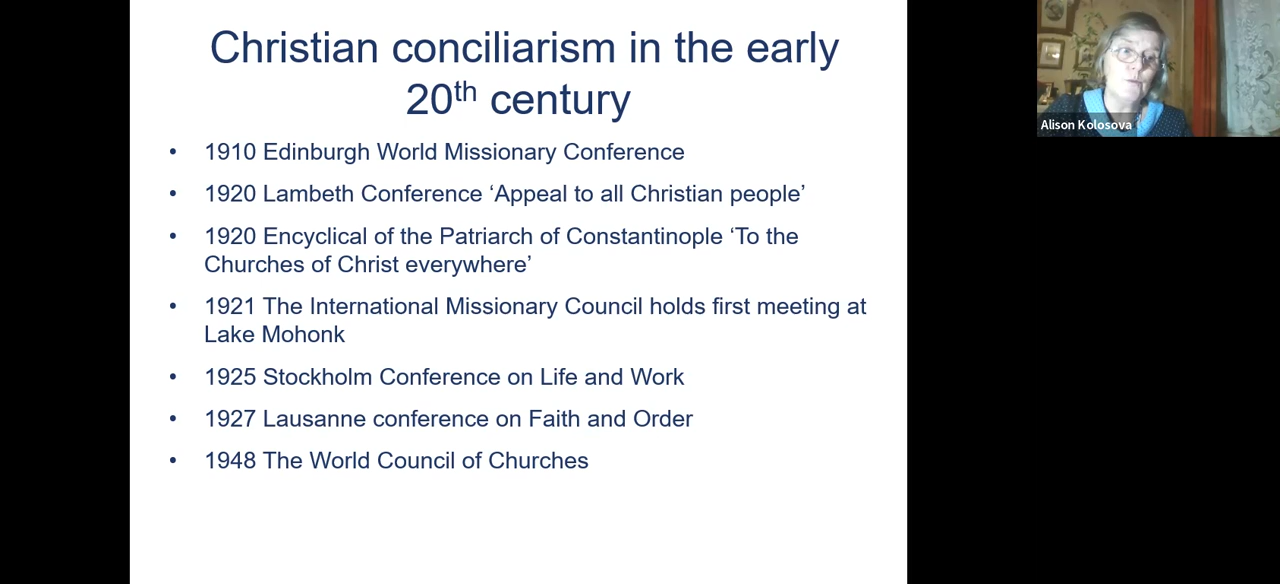 Christian conciliarism in the early
20th century
• 1910 Edinburgh World Missionary Conference
• 1920 Lambeth Conference ‘Appeal to all Christian people’
• 1920 Encyclical of the Patriarch of Constantinople ‘To the
Churches of Christ everywhere’
• 1921 The International Missionary Council holds first meeting at
Lake Mohonk
• 1925 Stockholm Conference on Life and Work
• 1927 Lausanne conference on Faith and Order
• 1948 The World Council of Churches
Alison Kolosova